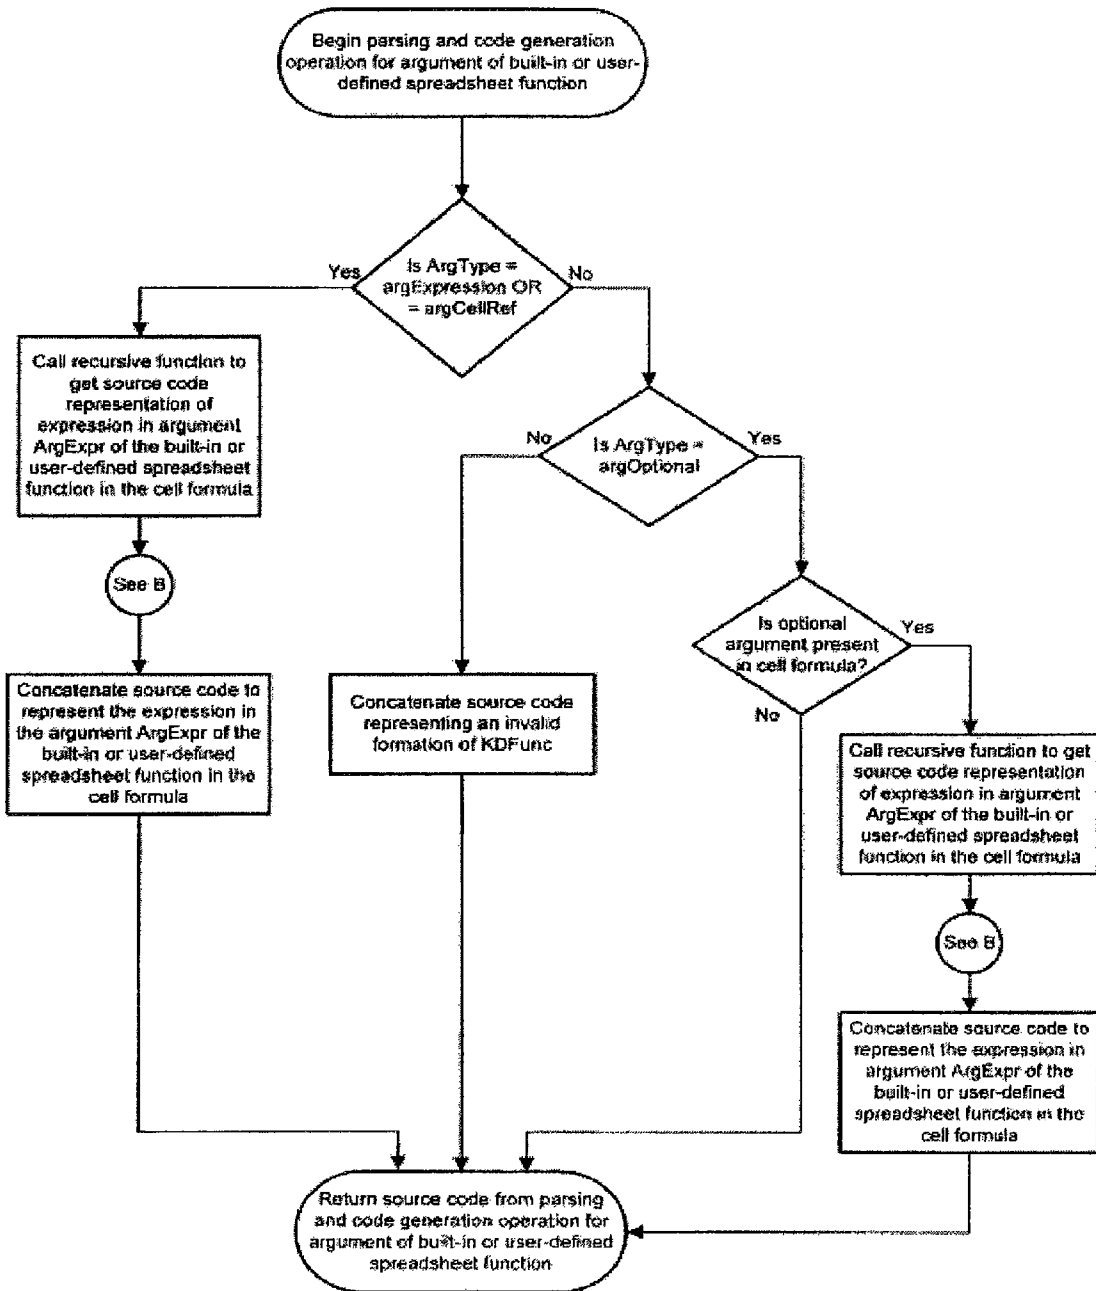 Begin parsing and code generation
operation for argument of built-in or user-
defined spreadsheet function
Is ArgType =
argExpression OR
= argCellRef
Yes
No
Call recursive function to
get source code
representation of
expression in argument
ArgExpr of the built-in or
user-defined spreadsheet
function in the cell formula
See B
Concatenate source code to
represent the expression in
the argument ArgExpr of the
built-in or user-defined
spreadsheet function in the
cell formula
Is ArgType =
argOptional
No
Yes
Concatenate source code
representing an invalid
formation of KDFunc
Is optional
argument present
in cell formula?
Yes
No
Call recursive function to get
source code representation
of expression in argument
ArgExpr of the built-in or
user-defined spreadsheet
function in the cell formula
See B
Concatenate source code to
represent the expression in
argument ArgExpr of the
built-in or user-defined
spreadsheet function in the
cell formula
Return source code from parsing
and code generation operation for
argument of built-in or user-defined
spreadsheet function